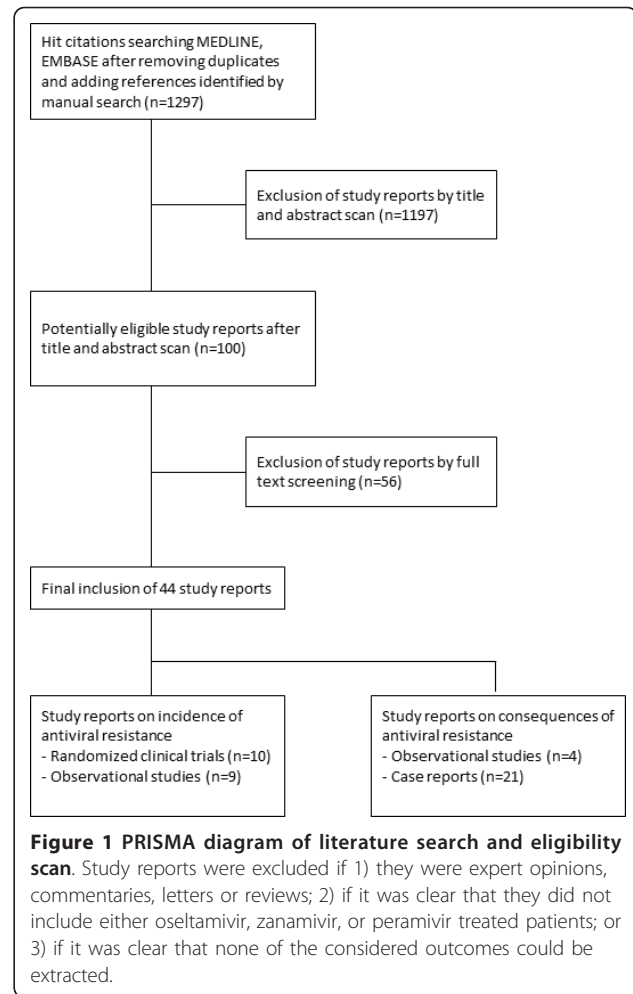 Hit citations searching MEDLINE,
EMBASE after removing duplicates
and adding references identified by
manual search (n=1297)
Exclusion of study reports by title
and abstract scan (n=1197)
Potentially eligible study reports after
title and abstract scan (n=100)
Exclusion of study reports by full
text screening (n=56)
Final inclusion of 44 study reports
Study reports on incidence of
antiviral resistance
- Randomized clinical trials (n=10)
- Observational studies (n=9)
Study reports on consequences of
antiviral resistance
- Observational studies (n=4)
- Case reports (n=21)
Figure 1 PRISMA diagram of literature search and eligibility
scan. Study reports were excluded if 1) they were expert opinions,
commentaries, letters or reviews; 2) if it was clear that they did not
include either oseltamivir, zanamivir, or peramivir treated patients; or
3) if it was clear that none of the considered outcomes could be
extracted.